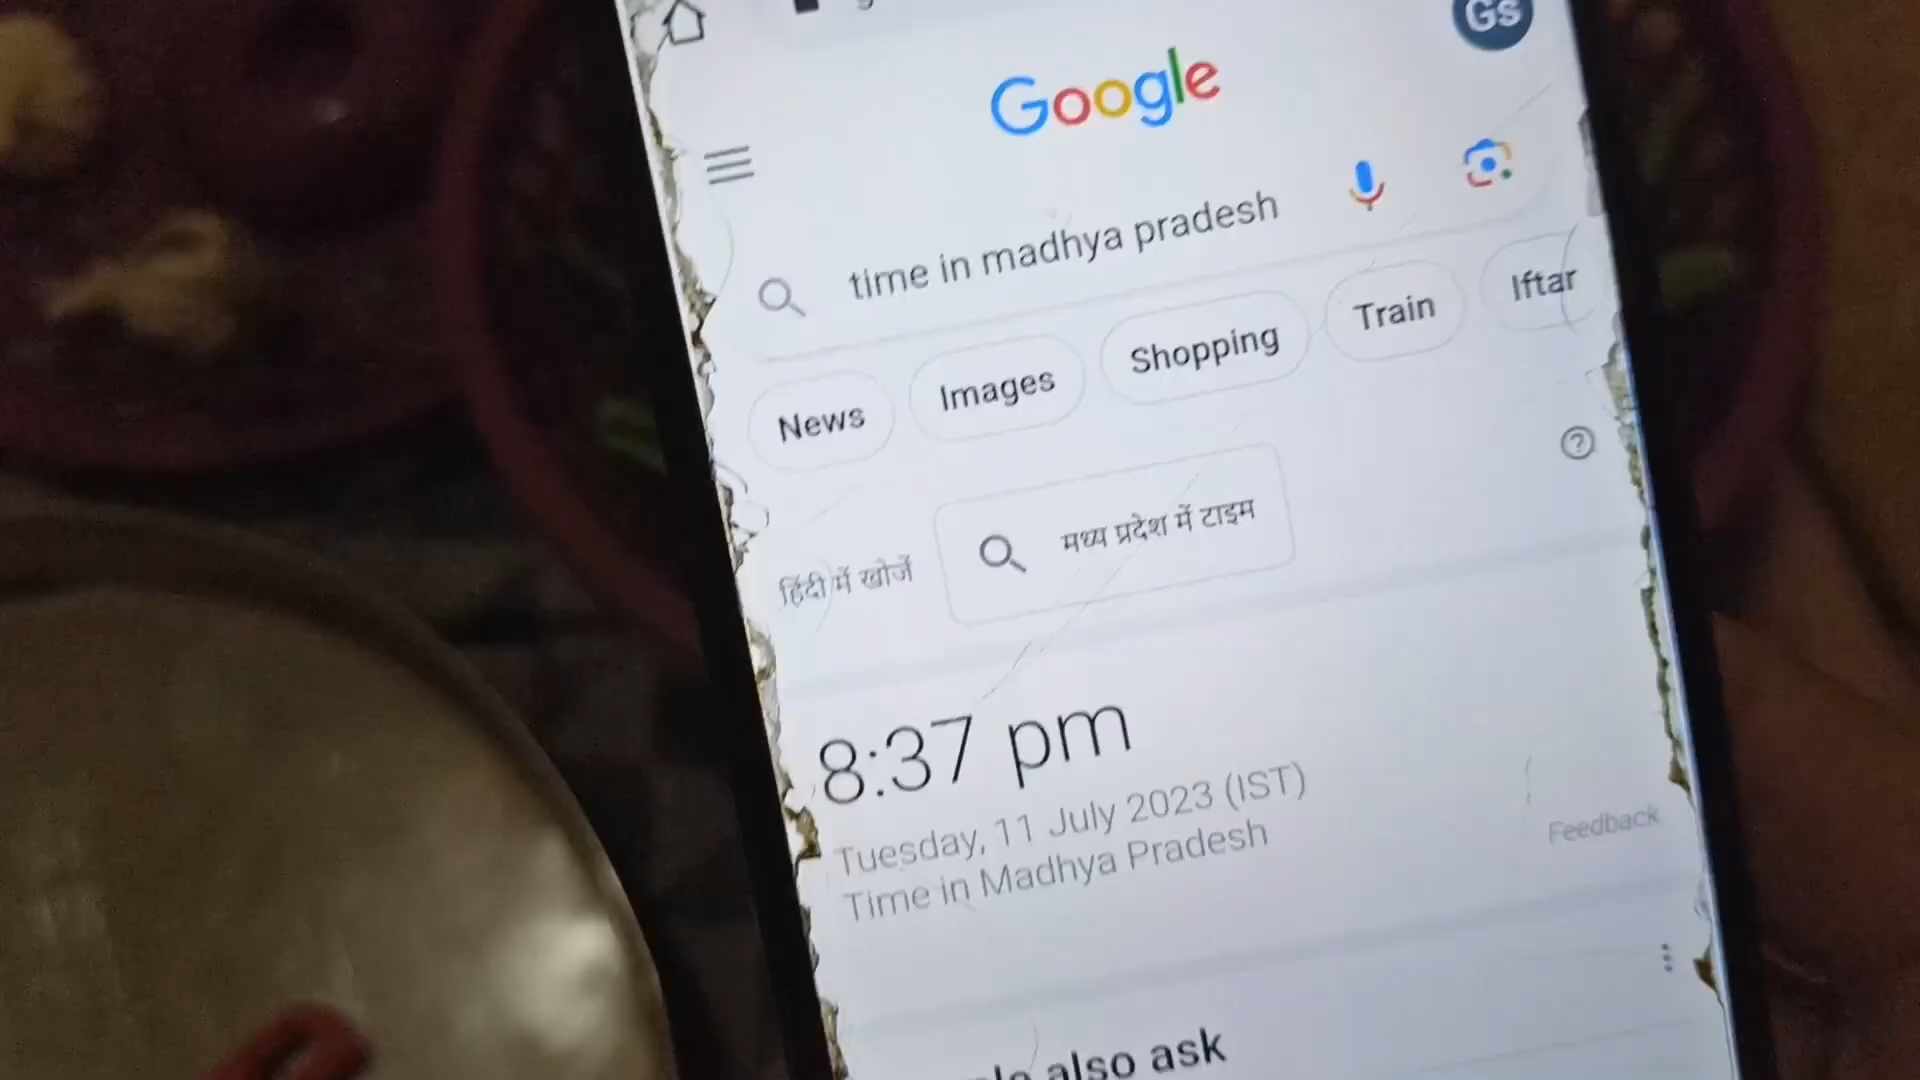 Gs
Google
time in madhya pradesh
News Images Shopping Train Iftar
हिंदी में खोजें मध्य प्रदेश में टाइम
8:37 pm
Tuesday, 11 July 2023 (IST)
Time in Madhya Pradesh
Feedback
also ask